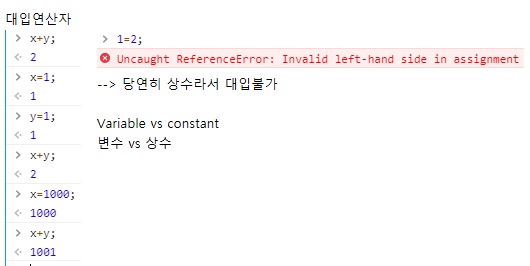 대입연산자
> x+y;
<· 2
> x=1;
<· 1
> y=1;
<· 1
> x+y;
<· 2
> x=1000;
<· 1000
> x+y;
<· 1001
> 1=2;
Uncaught ReferenceError: Invalid left-hand side in assignment
--> 당연히 상수라서 대입불가
Variable vs constant
변수 vs 상수